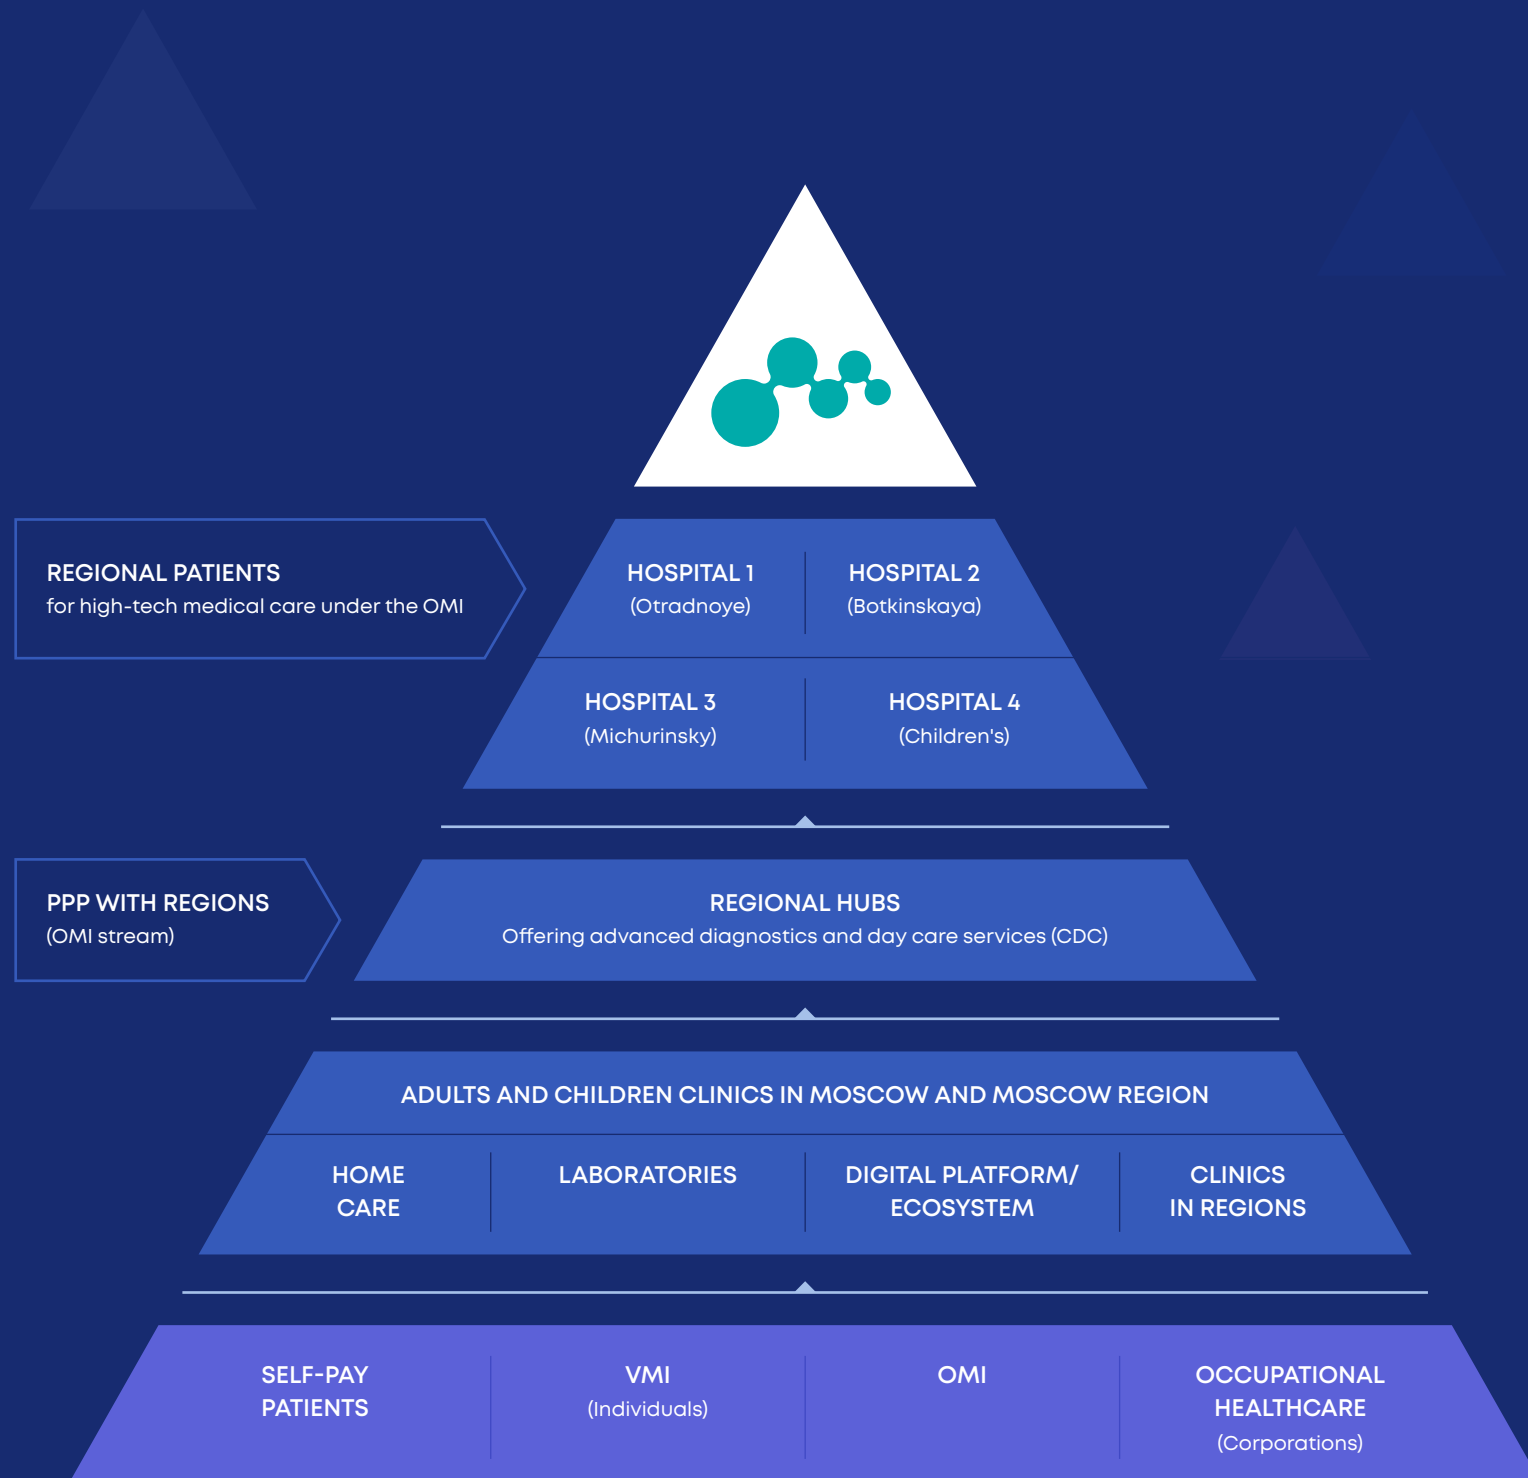 REGIONAL PATIENTS
for high-tech medical care under the OMI
HOSPITAL 1
(Otradnoye)
HOSPITAL 2
(Botkinskaya)
HOSPITAL 3
(Michurinsky)
HOSPITAL 4
(Children's)
PPP WITH REGIONS
(OMI stream)
REGIONAL HUBS
Offering advanced diagnostics and day care services (CDC)
ADULTS AND CHILDREN CLINICS IN MOSCOW AND MOSCOW REGION
HOME
CARE
LABORATORIES
DIGITAL PLATFORM/
ECOSYSTEM
CLINICS
IN REGIONS
SELF-PAY
PATIENTS
VMI
(Individuals)
OMI
OCCUPATIONAL
HEALTHCARE
(Corporations)